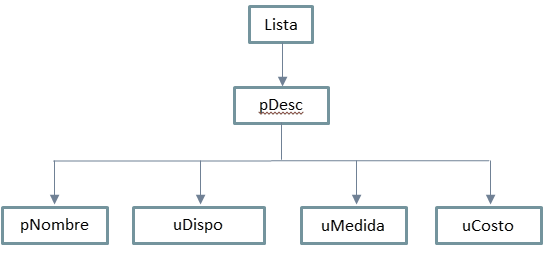 Lista
pDesc
pNombre
uDispo
uMedida
uCosto